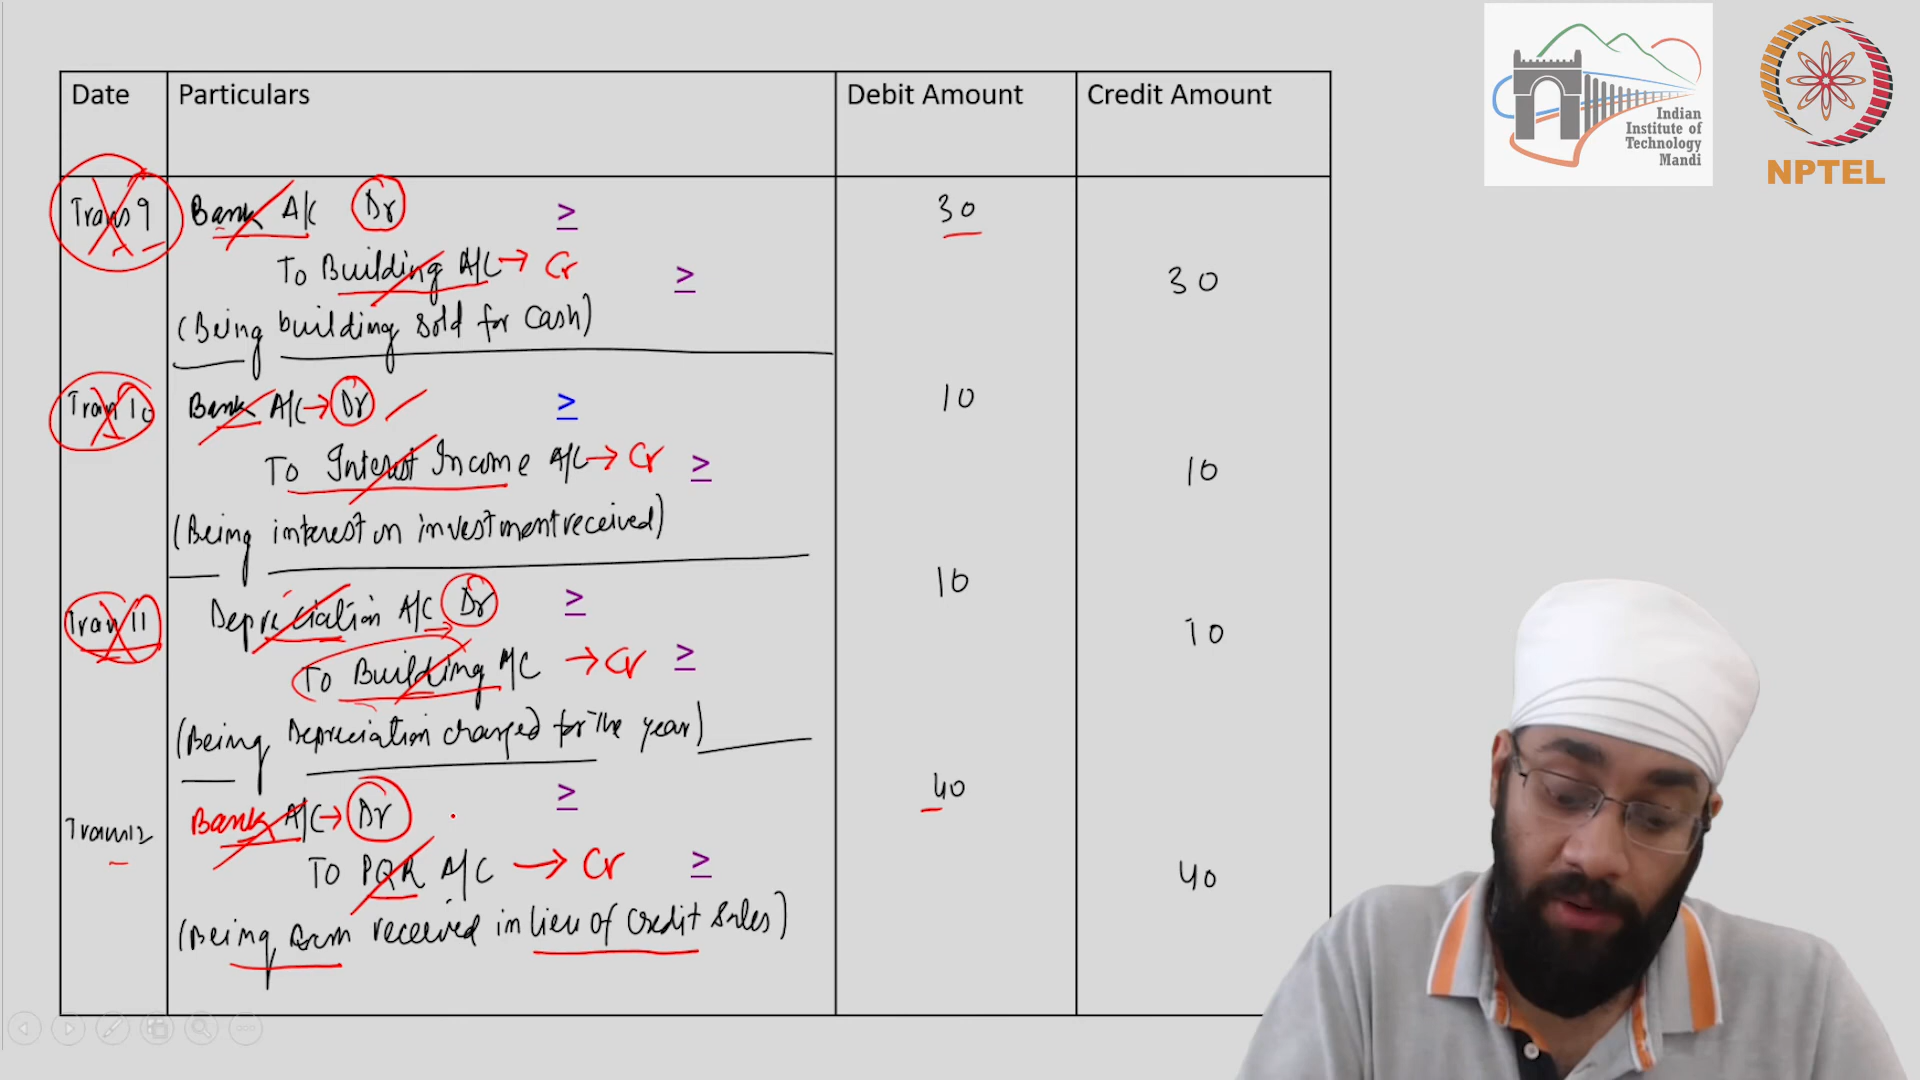 Indian
Institute of
Technology
Mandi
NPTEL
Date Particulars Debit Amount Credit Amount
Trans 9 Bank A/C Dr ≥ 30
To Building A/C → Cr ≥ 30
(Being building sold for Cash)
Tran 10 Bank A/C → Dr ≥ 10
To Interest Income A/C → Cr ≥ 10
(Being interest on investment received)
Tran 11 Depreciation A/C Dr ≥ 10
To Building A/C → Cr ≥ 10
(Being Depreciation charged for the year)
Trans12 Bank A/C → Dr ≥ 40
To PQR A/C → Cr ≥ 40
(Being received in lieu of Credit Sales)